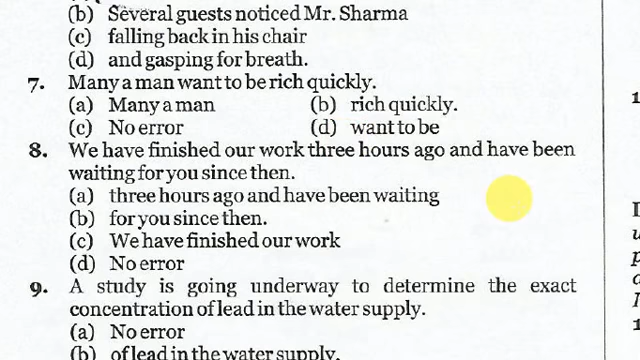 (b) Several guests noticed Mr. Sharma
(c) falling back in his chair
(d) and gasping for breath.
7. Many a man want to be rich quickly.
(a) Many a man (b) rich quickly.
(c) No error (d) want to be
8. We have finished our work three hours ago and have been
waiting for you since then.
(a) three hours ago and have been waiting
(b) for you since then.
(c) We have finished our work
(d) No error
9. A study is going underway to determine the exact
concentration of lead in the water supply.
(a) No error
(b) of lead in the water supply.